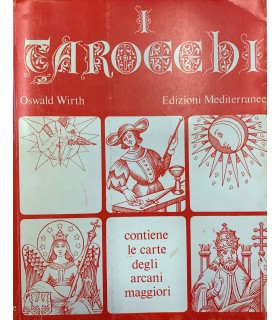 I
TAROCChI
Oswald Wirth Edizioni Mediterranee
contiene
le carte
degli
arcani
maggiori